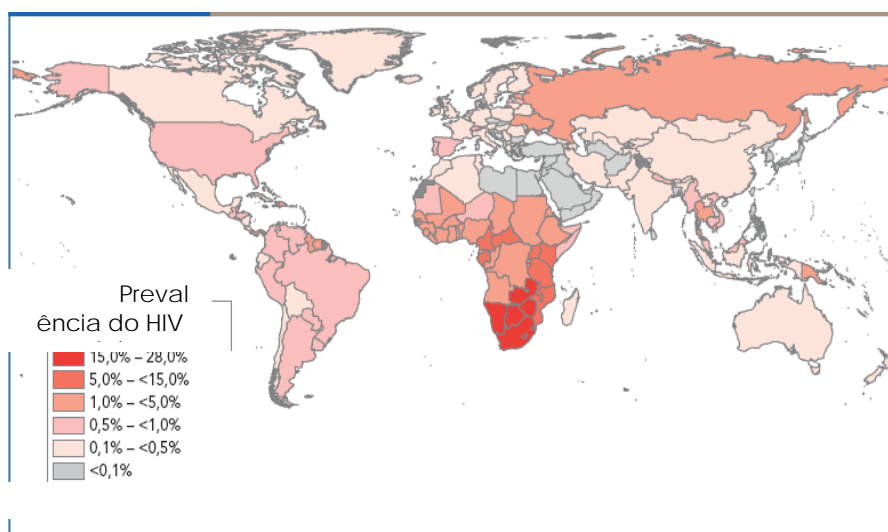 Preval
ência do HIV
15,0% – 28,0%
5,0% – <15,0%
1,0% – <5,0%
0,5% – <1,0%
0,1% – <0,5%
<0,1%